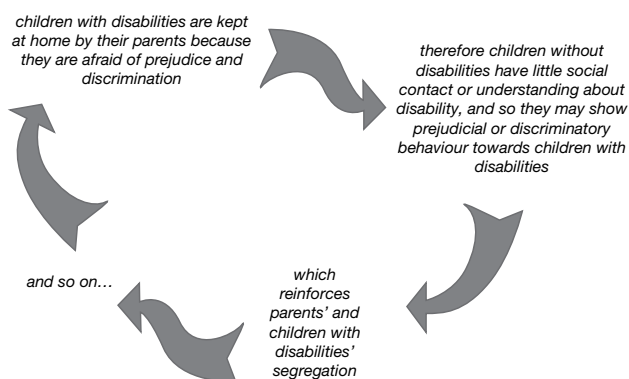 children with disabilities are kept
at home by their parents because
they are afraid of prejudice and
discrimination
therefore children without
disabilities have little social
contact or understanding about
disability, and so they may show
prejudicial or discriminatory
behaviour towards children with
disabilities
which
reinforces
parents’ and
children with
disabilities’
segregation
and so on…